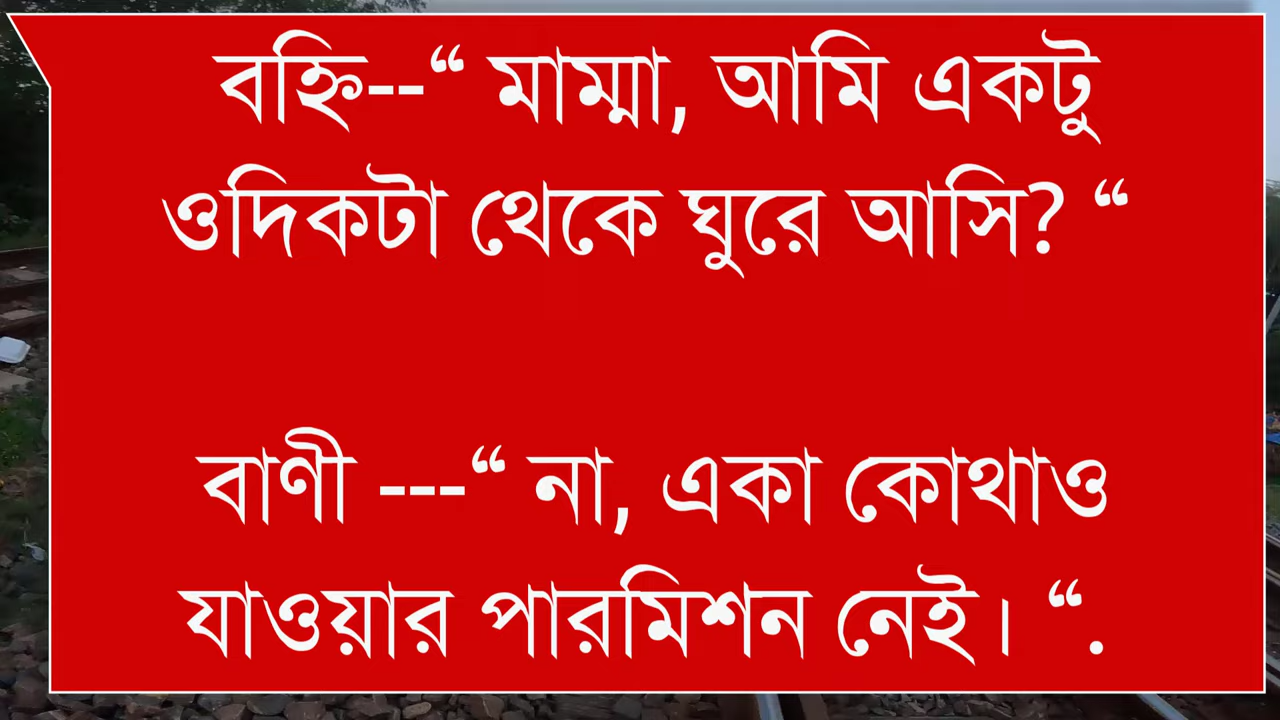 বহ্নি--“ মাম্মা, আমি একটু
ওদিকটা থেকে ঘুরে আসি? “
বাণী ---“ না, একা কোথাও
যাওয়ার পারমিশন নেই। “.